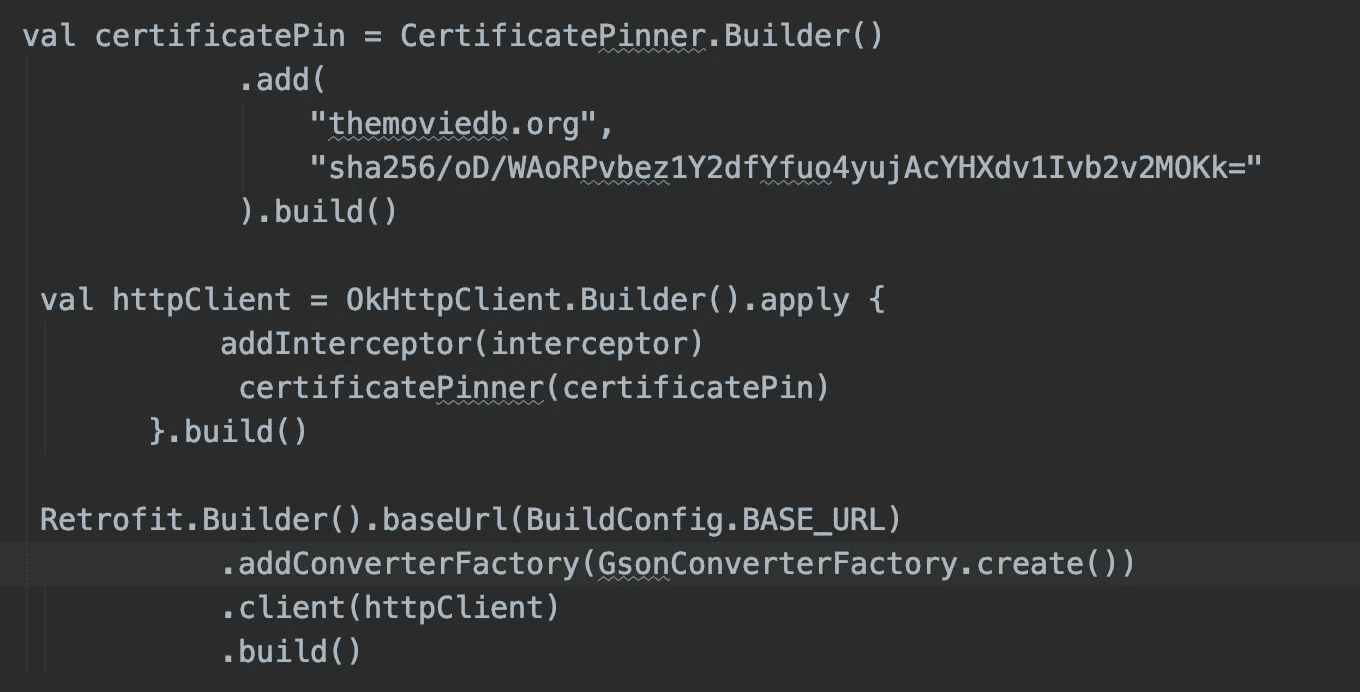 val certificatePin = CertificatePinner.Builder()
.add(
"themoviedb.org",
"sha256/oD/WAoRPvbez1Y2dfYfuo4yujAcYHXdv1Ivb2v2MOKk="
).build()
val httpClient = OkHttpClient.Builder().apply {
addInterceptor(interceptor)
certificatePinner(certificatePin)
}.build()
Retrofit.Builder().baseUrl(BuildConfig.BASE_URL)
.addConverterFactory(GsonConverterFactory.create())
.client(httpClient)
.build()